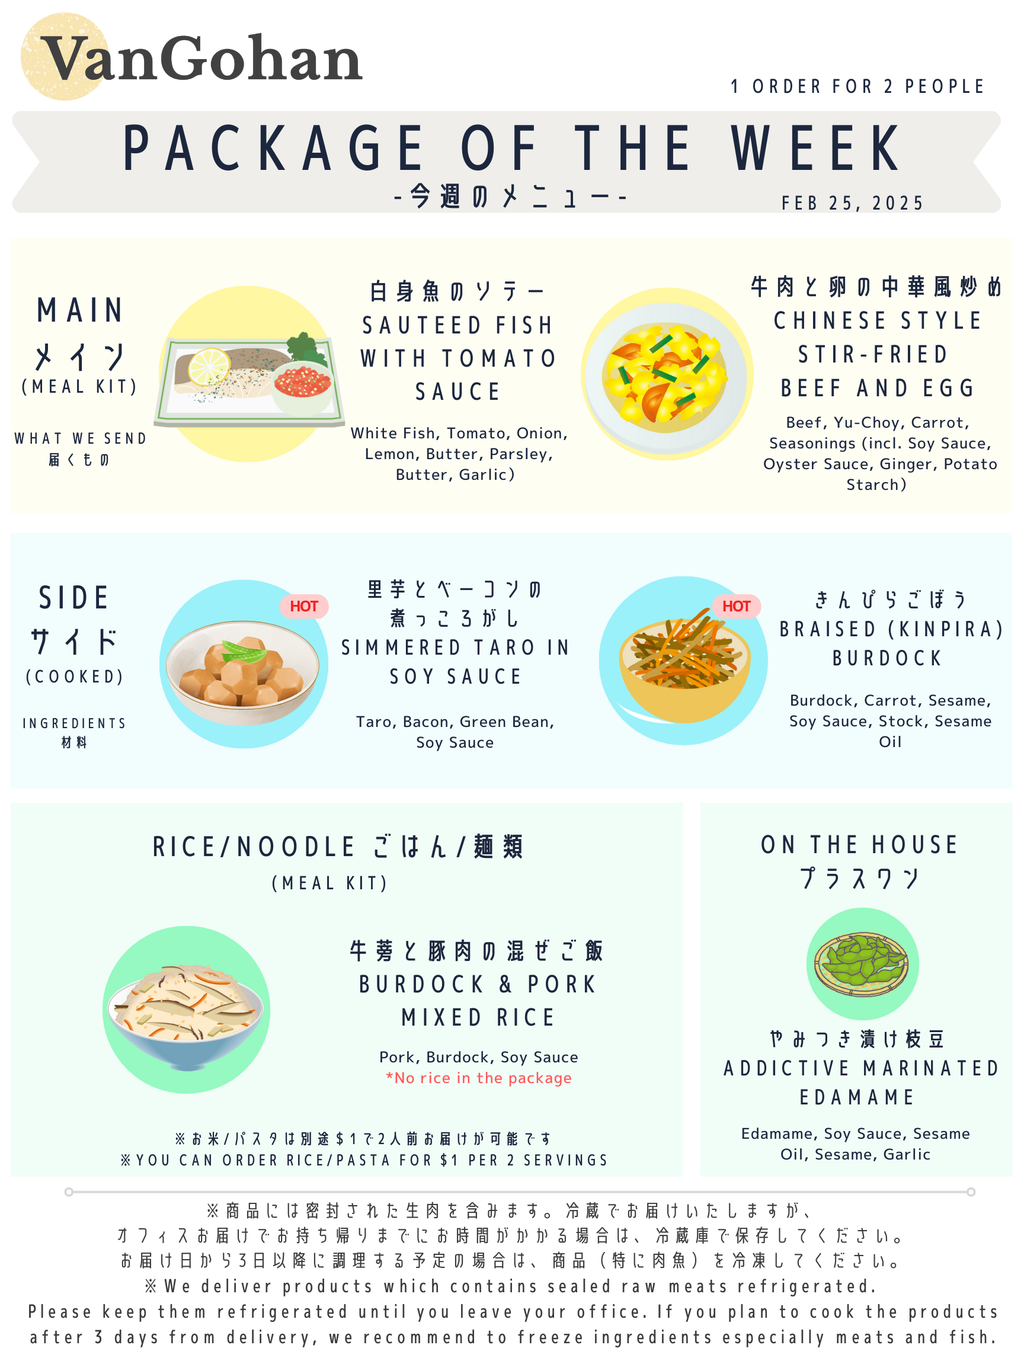 VanGohan
1 ORDER FOR 2 PEOPLE
PACKAGE OF THE WEEK
-今週のメニュー-
FEB 25, 2025
MAIN
メイン
(MEAL KIT)
WHAT WE SEND
届くもの
白身魚のソテー
SAUTEED FISH
WITH TOMATO
SAUCE
White Fish, Tomato, Onion,
Lemon, Butter, Parsley,
Butter, Garlic)
牛肉と卵の中華風炒め
CHINESE STYLE
STIR-FRIED
BEEF AND EGG
Beef, Yu-Choy, Carrot,
Seasonings (incl. Soy Sauce,
Oyster Sauce, Ginger, Potato
Starch)
SIDE
サイド
(COOKED)
INGREDIENTS
材料
HOT
里芋とベーコンの
煮っころがし
SIMMERED TARO IN
SOY SAUCE
Taro, Bacon, Green Bean,
Soy Sauce
HOT
きんぴらごぼう
BRAISED (KINPIRA)
BURDOCK
Burdock, Carrot, Sesame,
Soy Sauce, Stock, Sesame
Oil
RICE/NOODLE ごはん/麺類
(MEAL KIT)
牛蒡と豚肉の混ぜご飯
BURDOCK & PORK
MIXED RICE
Pork, Burdock, Soy Sauce
*No rice in the package
※お米/パスタは別途$1で2人前お届けが可能です
※YOU CAN ORDER RICE/PASTA FOR $1 PER 2 SERVINGS
ON THE HOUSE
プラスワン
やみつき漬け枝豆
ADDICTIVE MARINATED
EDAMAME
Edamame, Soy Sauce, Sesame
Oil, Sesame, Garlic
※商品には密封された生肉を含みます。冷蔵でお届けいたしますが、
オフィスお届けでお持ち帰りまでにお時間がかかる場合は、冷蔵庫で保存してください。
お届け日から3日以降に調理する予定の場合は、商品（特に肉魚）を冷凍してください。
※We deliver products which contains sealed raw meats refrigerated.
Please keep them refrigerated until you leave your office. If you plan to cook the products
after 3 days from delivery, we recommend to freeze ingredients especially meats and fish.